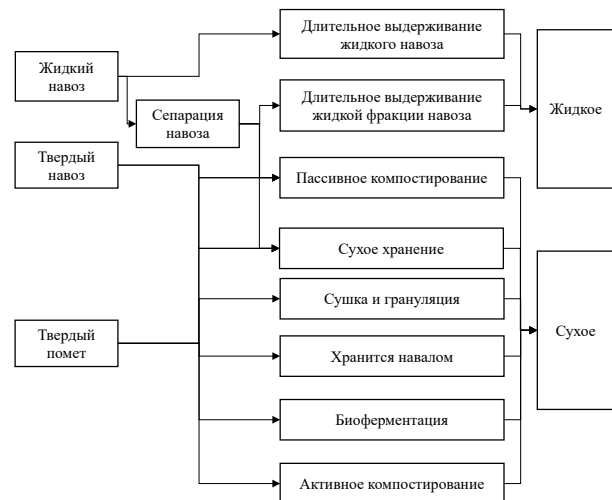 Длительное выдерживание
жидкого навоза
Жидкий
навоз
Длительное выдерживание
жидкой фракции навоза
Жидкое
Сепарация
навоза
Твердый
навоз
Пассивное компостирование
Сухое хранение
Сушка и грануляция
Сухое
Твердый
помет
Хранится навалом
Биоферментация
Активное компостирование